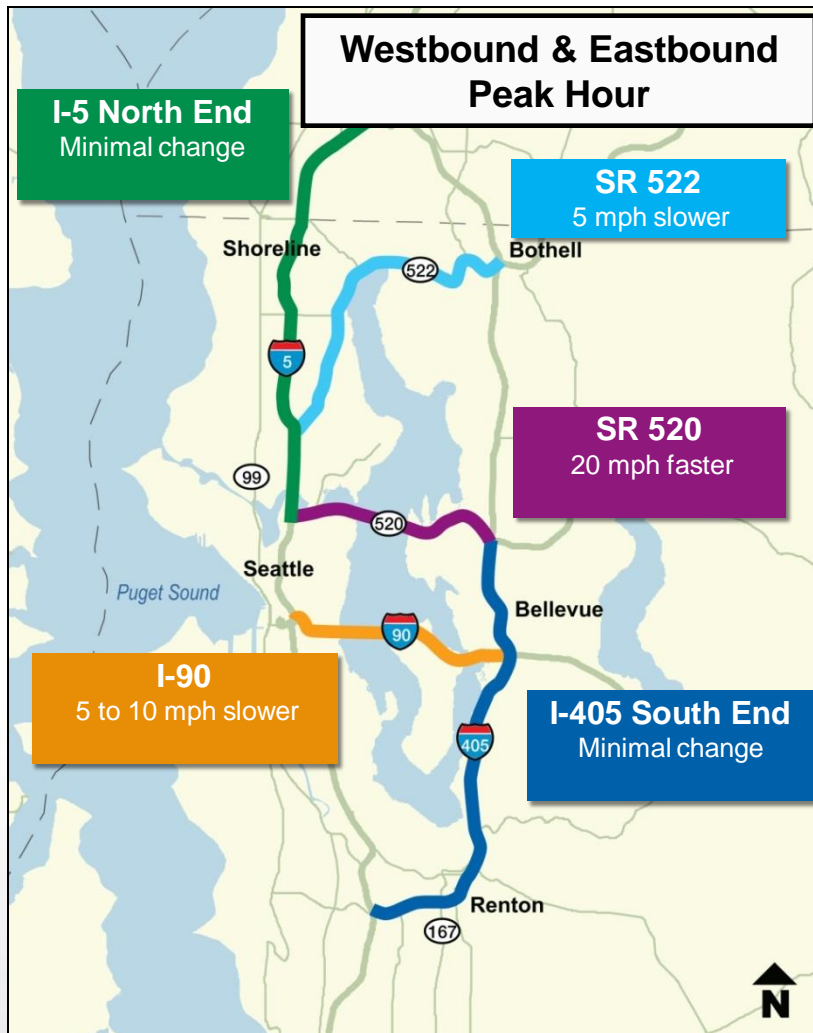 Westbound & Eastbound
Peak Hour
I-5 North End
Minimal change
SR 522
5 mph slower
Shoreline
522
Bothell
5
SR 520
20 mph faster
99
520
Seattle
Puget Sound
Bellevue
90
I-90
5 to 10 mph slower
I-405 South End
Minimal change
405
Renton
167
N